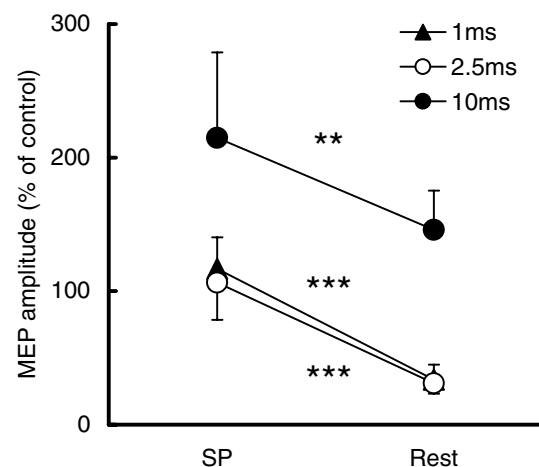 300
200
100
0
MEP amplitude (% of control)
1ms
2.5ms
10ms
**
***
***
SP Rest